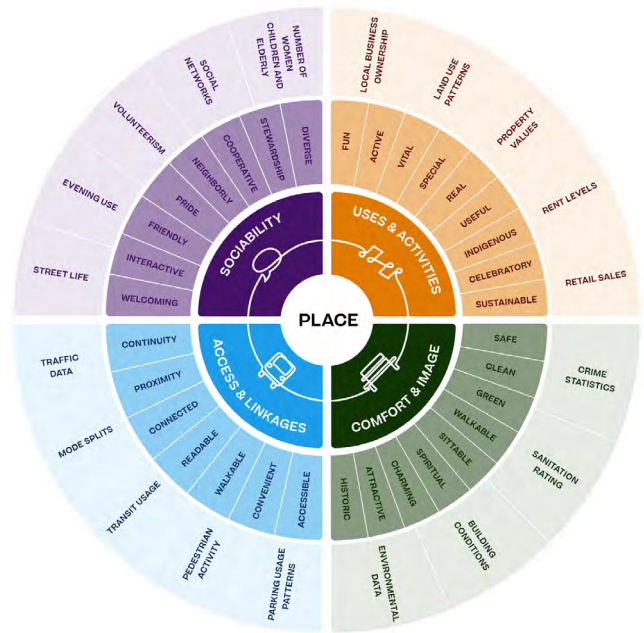 PLACE
SOCIABILITY
USES & ACTIVITIES
ACCESS & LINKAGES
COMFORT & IMAGE
WELCOMING
INTERACTIVE
FRIENDLY
PRIDE
NEIGHBORLY
COOPERATIVE
STEWARDSHIP
DIVERSE
STREET LIFE
EVENING USE
VOLUNTEERISM
SOCIAL
NETWORKS
NUMBER OF
WOMEN
CHILDREN AND
ELDERLY
FUN
ACTIVE
VITAL
SPECIAL
REAL
USEFUL
INDIGENOUS
CELEBRATORY
SUSTAINABLE
LOCAL BUSINESS
OWNERSHIP
LAND USE
PATTERNS
PROPERTY
VALUES
RENT LEVELS
RETAIL SALES
SAFE
CLEAN
GREEN
WALKABLE
SITTABLE
SPIRITUAL
CHARMING
ATTRACTIVE
HISTORIC
CRIME
STATISTICS
SANITATION
RATING
BUILDING
CONDITIONS
ENVIRONMENTAL
DATA
CONTINUITY
PROXIMITY
CONNECTED
READABLE
WALKABLE
CONVENIENT
ACCESSIBLE
TRAFFIC
DATA
MODE SPLITS
TRANSIT USAGE
PEDESTRIAN
ACTIVITY
PARKING USAGE
PATTERNS